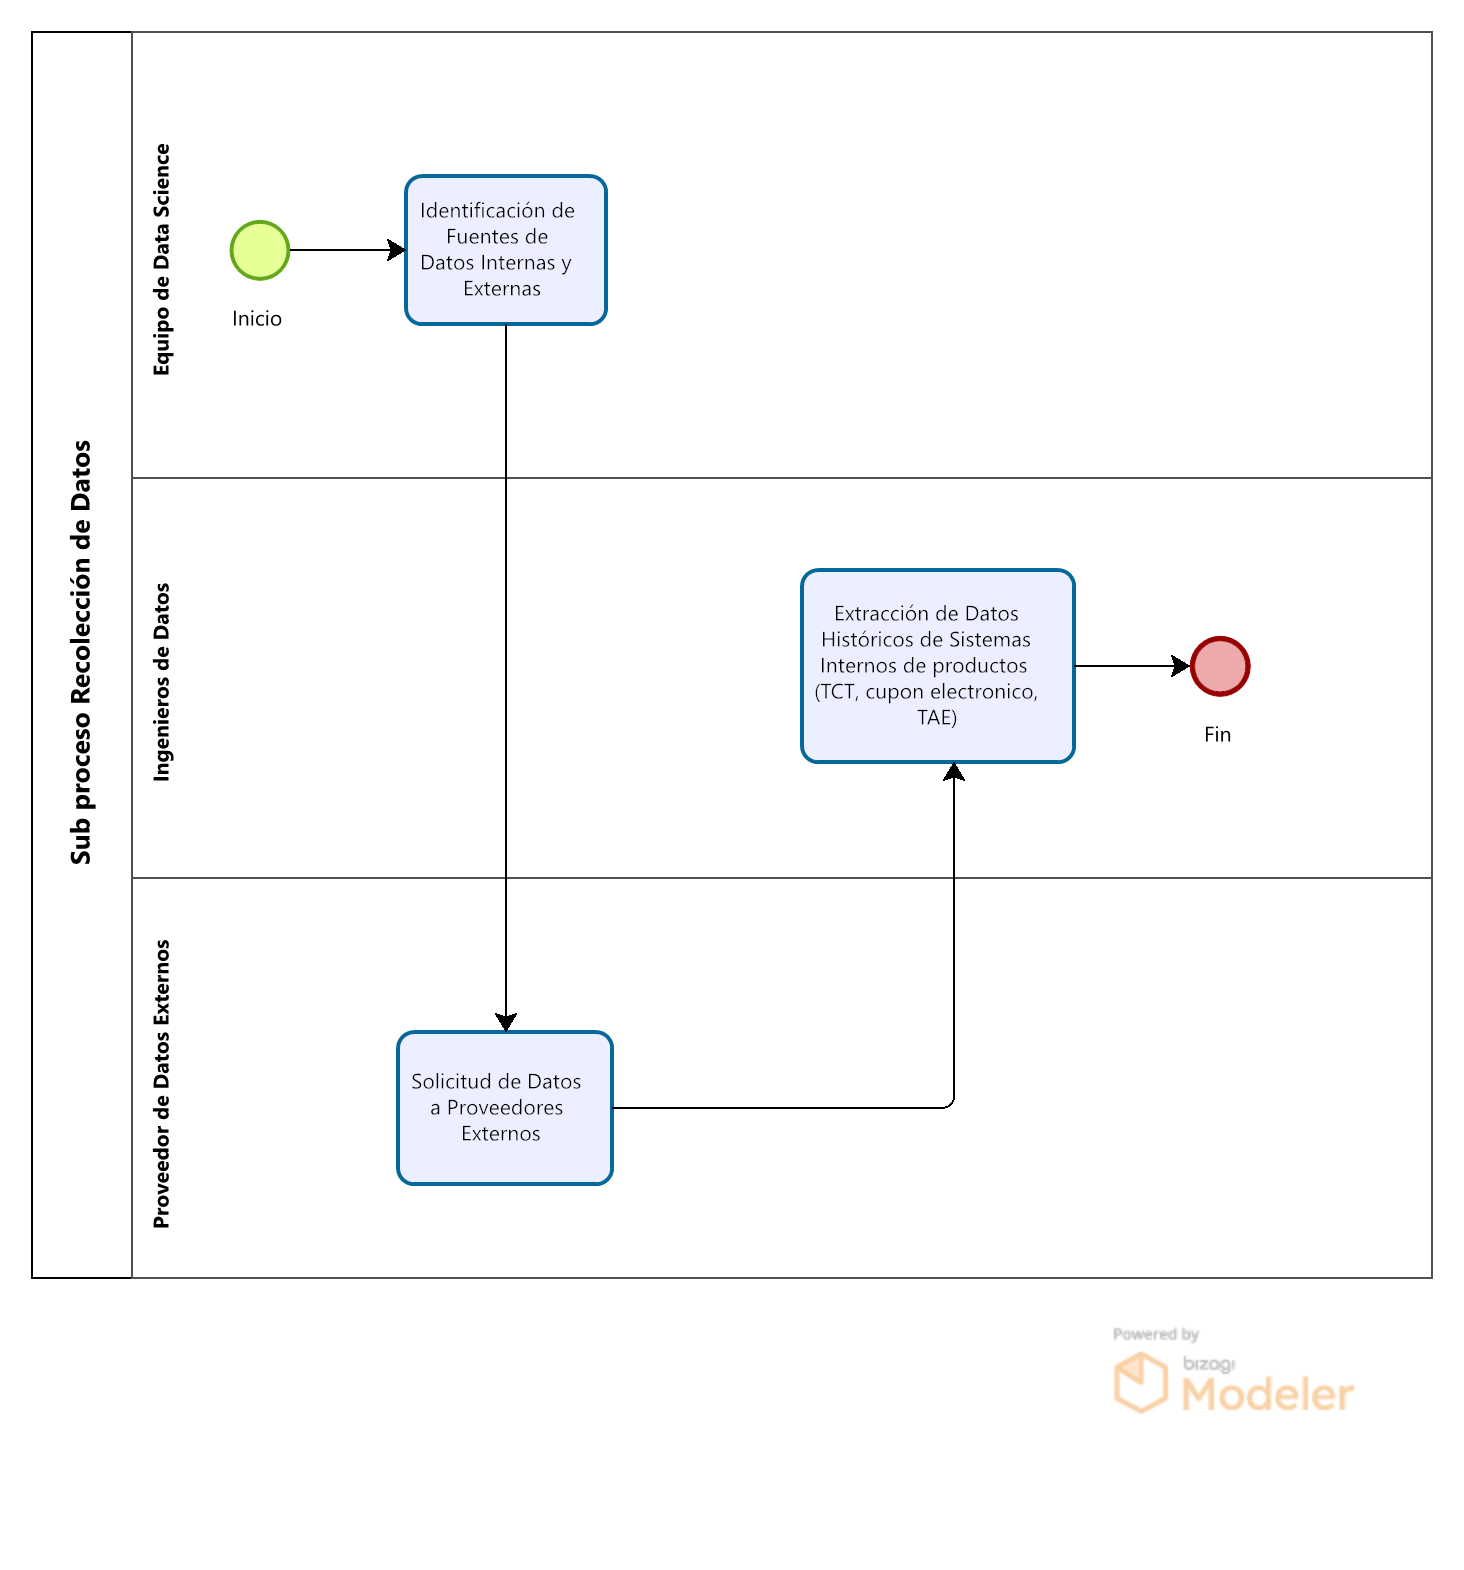 Sub proceso Recolección de Datos
Equipo de Data Science
Inicio
Identificación de
Fuentes de
Datos Internas y
Externas
Ingenieros de Datos
Extracción de Datos
Históricos de Sistemas
Internos de productos
(TCT, cupon electronico,
TAE)
Fin
Proveedor de Datos Externos
Solicitud de Datos
a Proveedores
Externos
Powered by
bizagi
Modeler